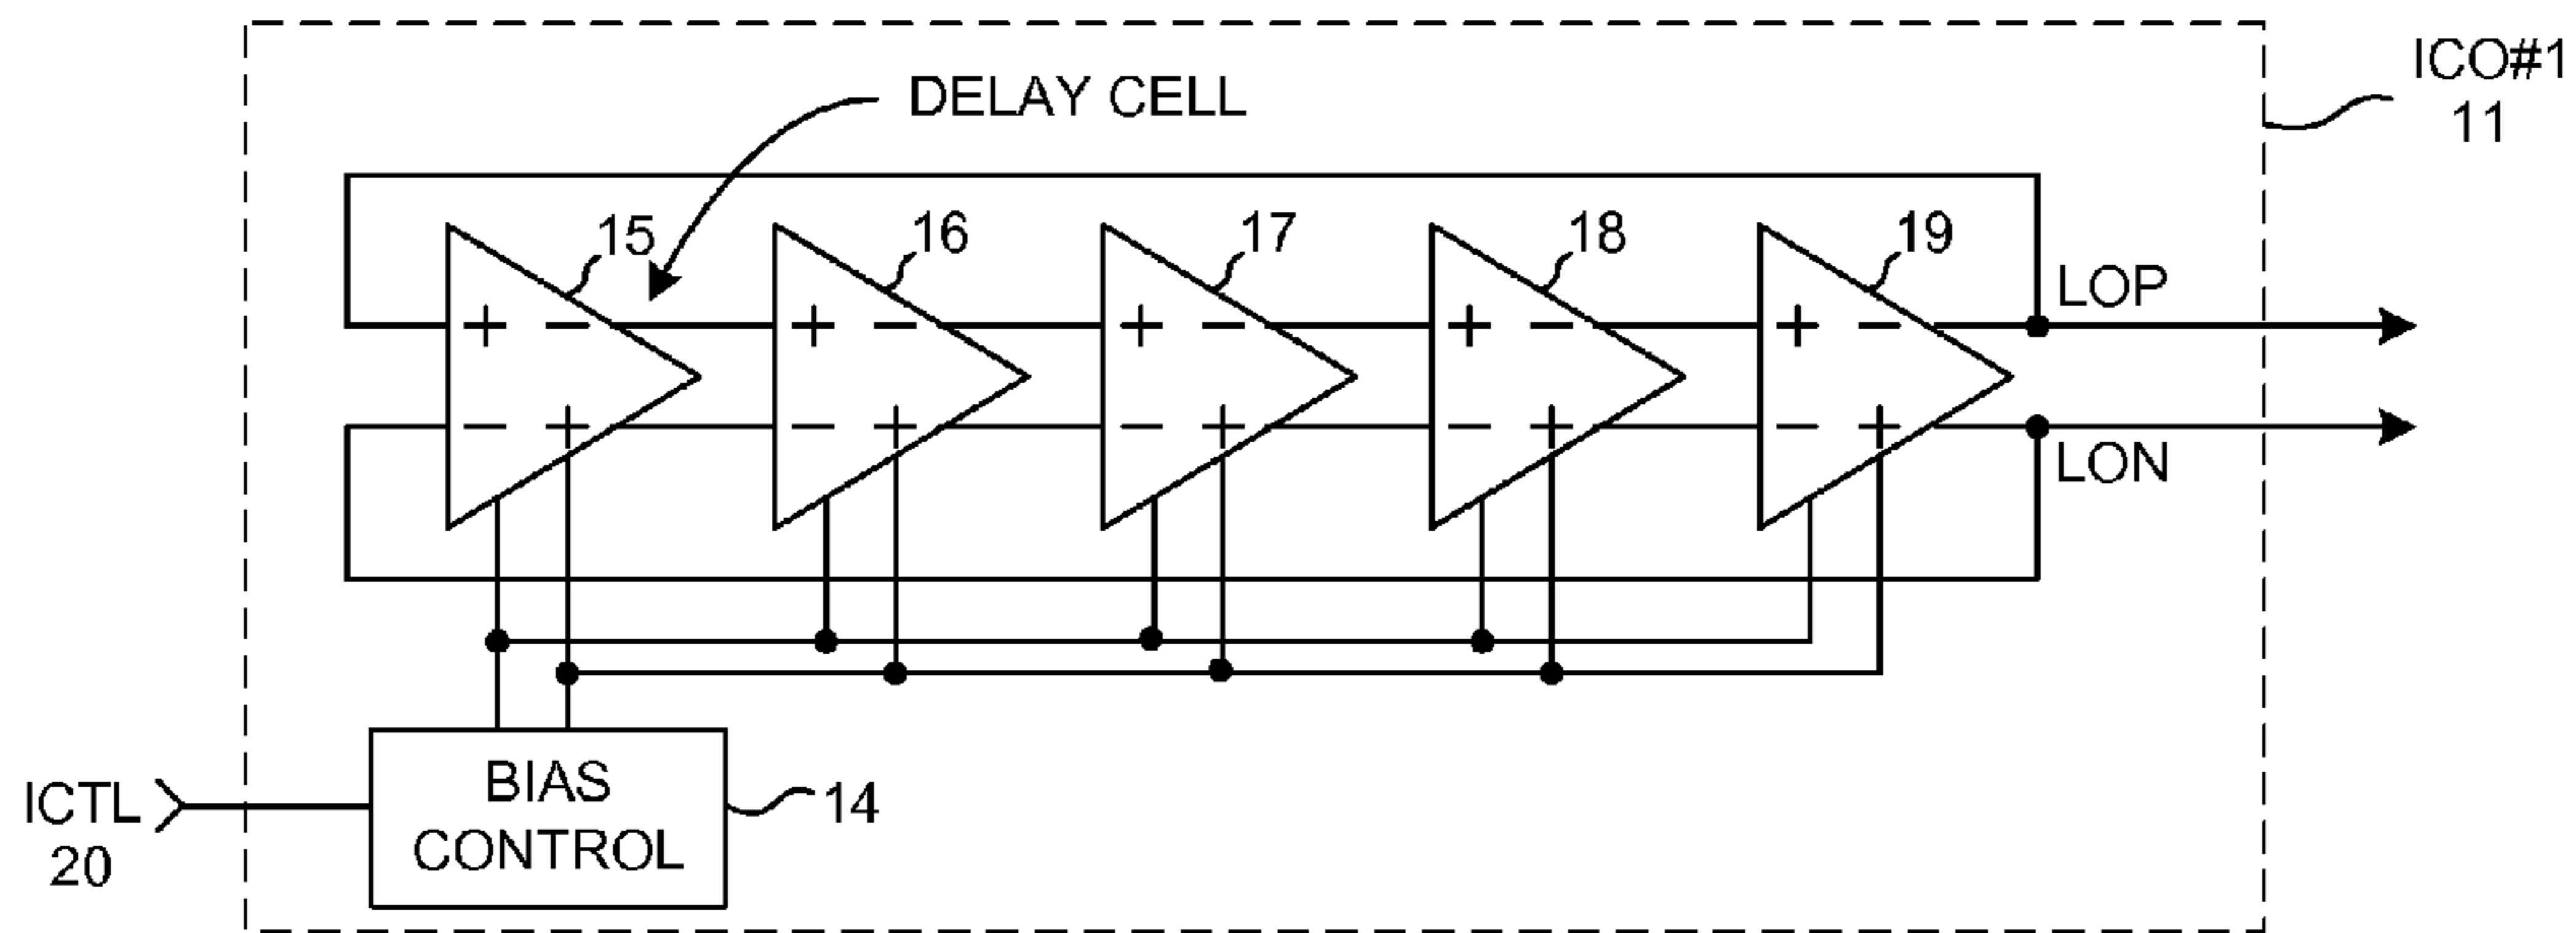 ICO#1
11
DELAY CELL
15
16
17
18
19
LOP
+ − + − + − + − + −
− + − + − + − + − +
LON
BIAS
CONTROL
14
ICTL
20